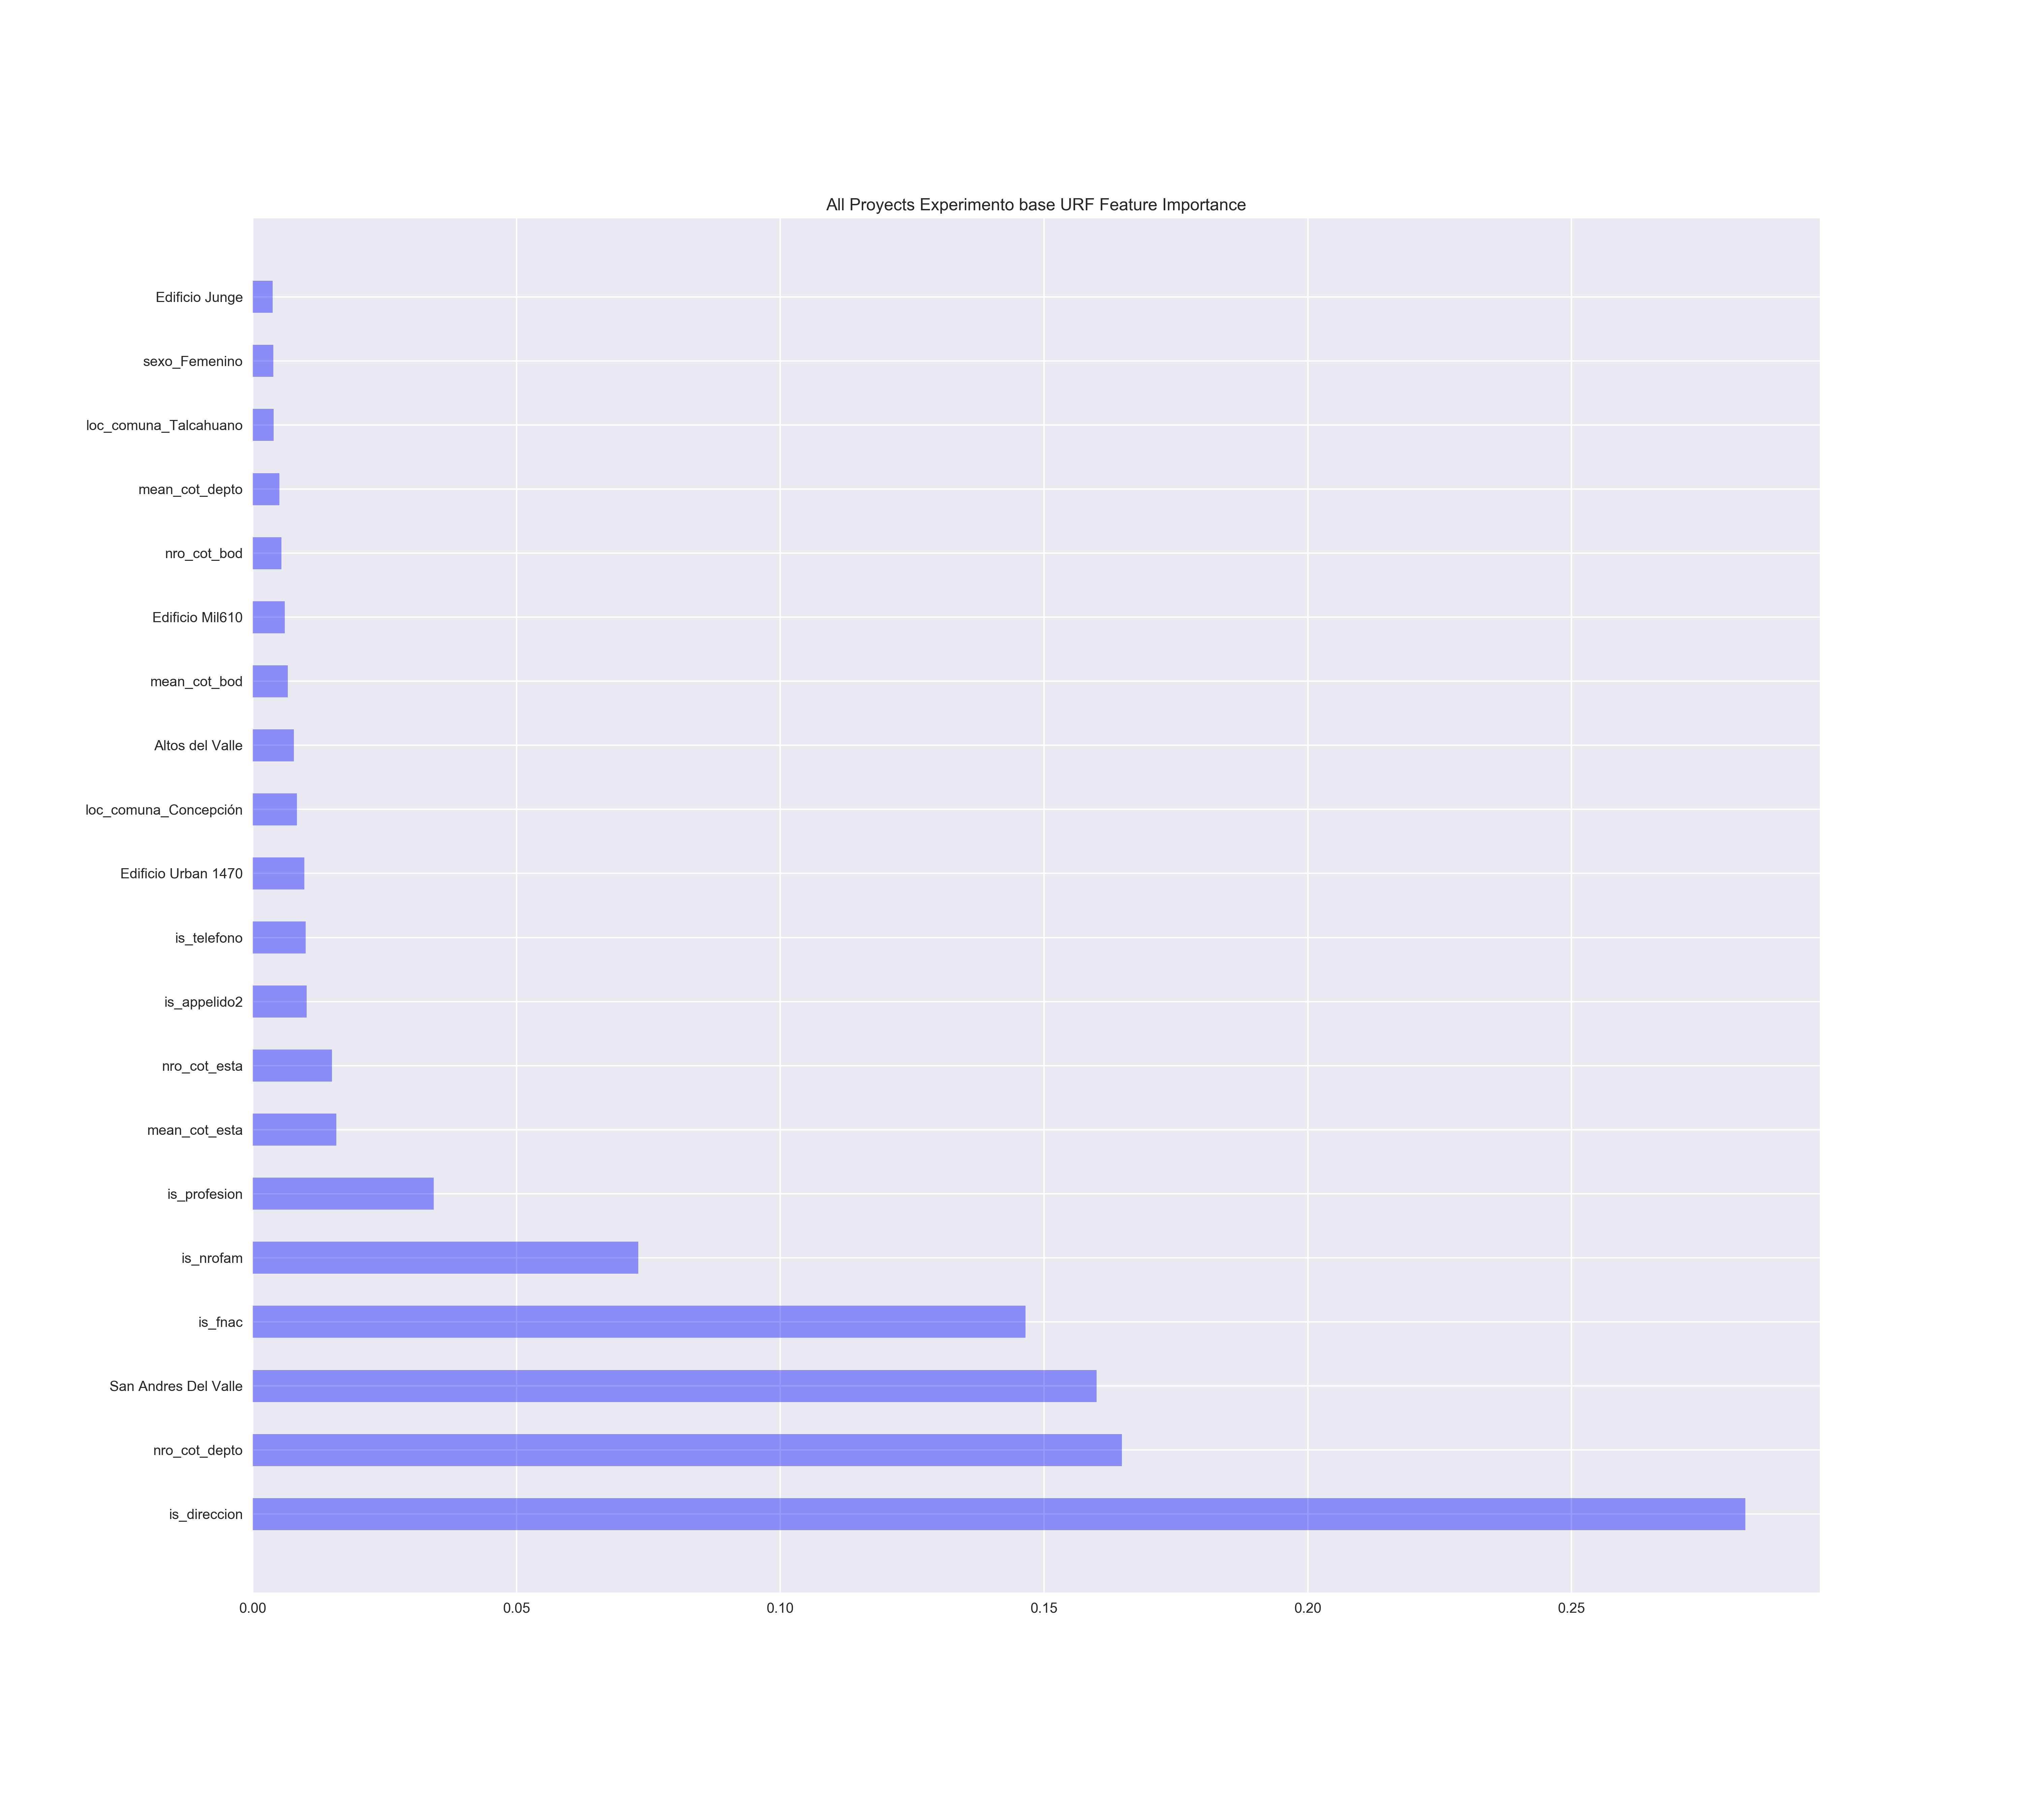 All Proyects Experimento base URF Feature Importance
Edificio Junge
sexo_Femenino
loc_comuna_Talcahuano
mean_cot_depto
nro_cot_bod
Edificio Mil610
mean_cot_bod
Altos del Valle
loc_comuna_Concepción
Edificio Urban 1470
is_telefono
is_appelido2
nro_cot_esta
mean_cot_esta
is_profesion
is_nrofam
is_fnac
San Andres Del Valle
nro_cot_depto
is_direccion
0.00 0.05 0.10 0.15 0.20 0.25